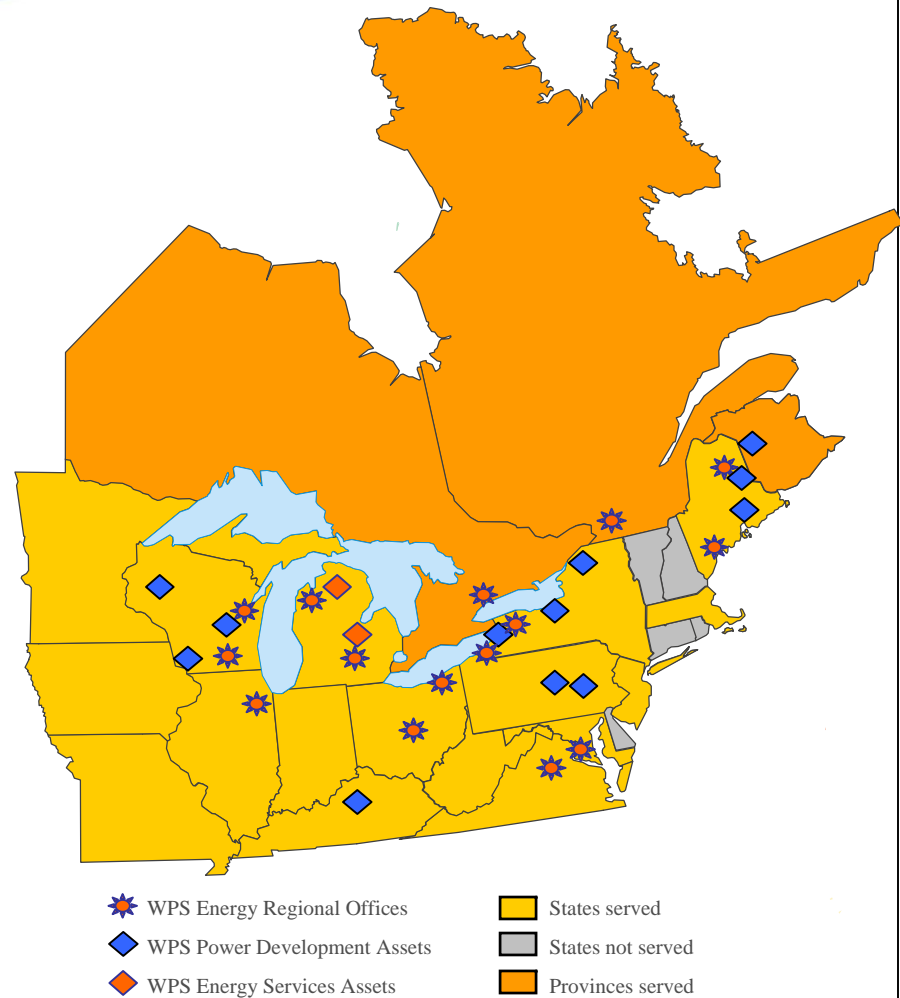 WPS Energy Regional Offices
States served
WPS Power Development Assets
States not served
WPS Energy Services Assets
Provinces served